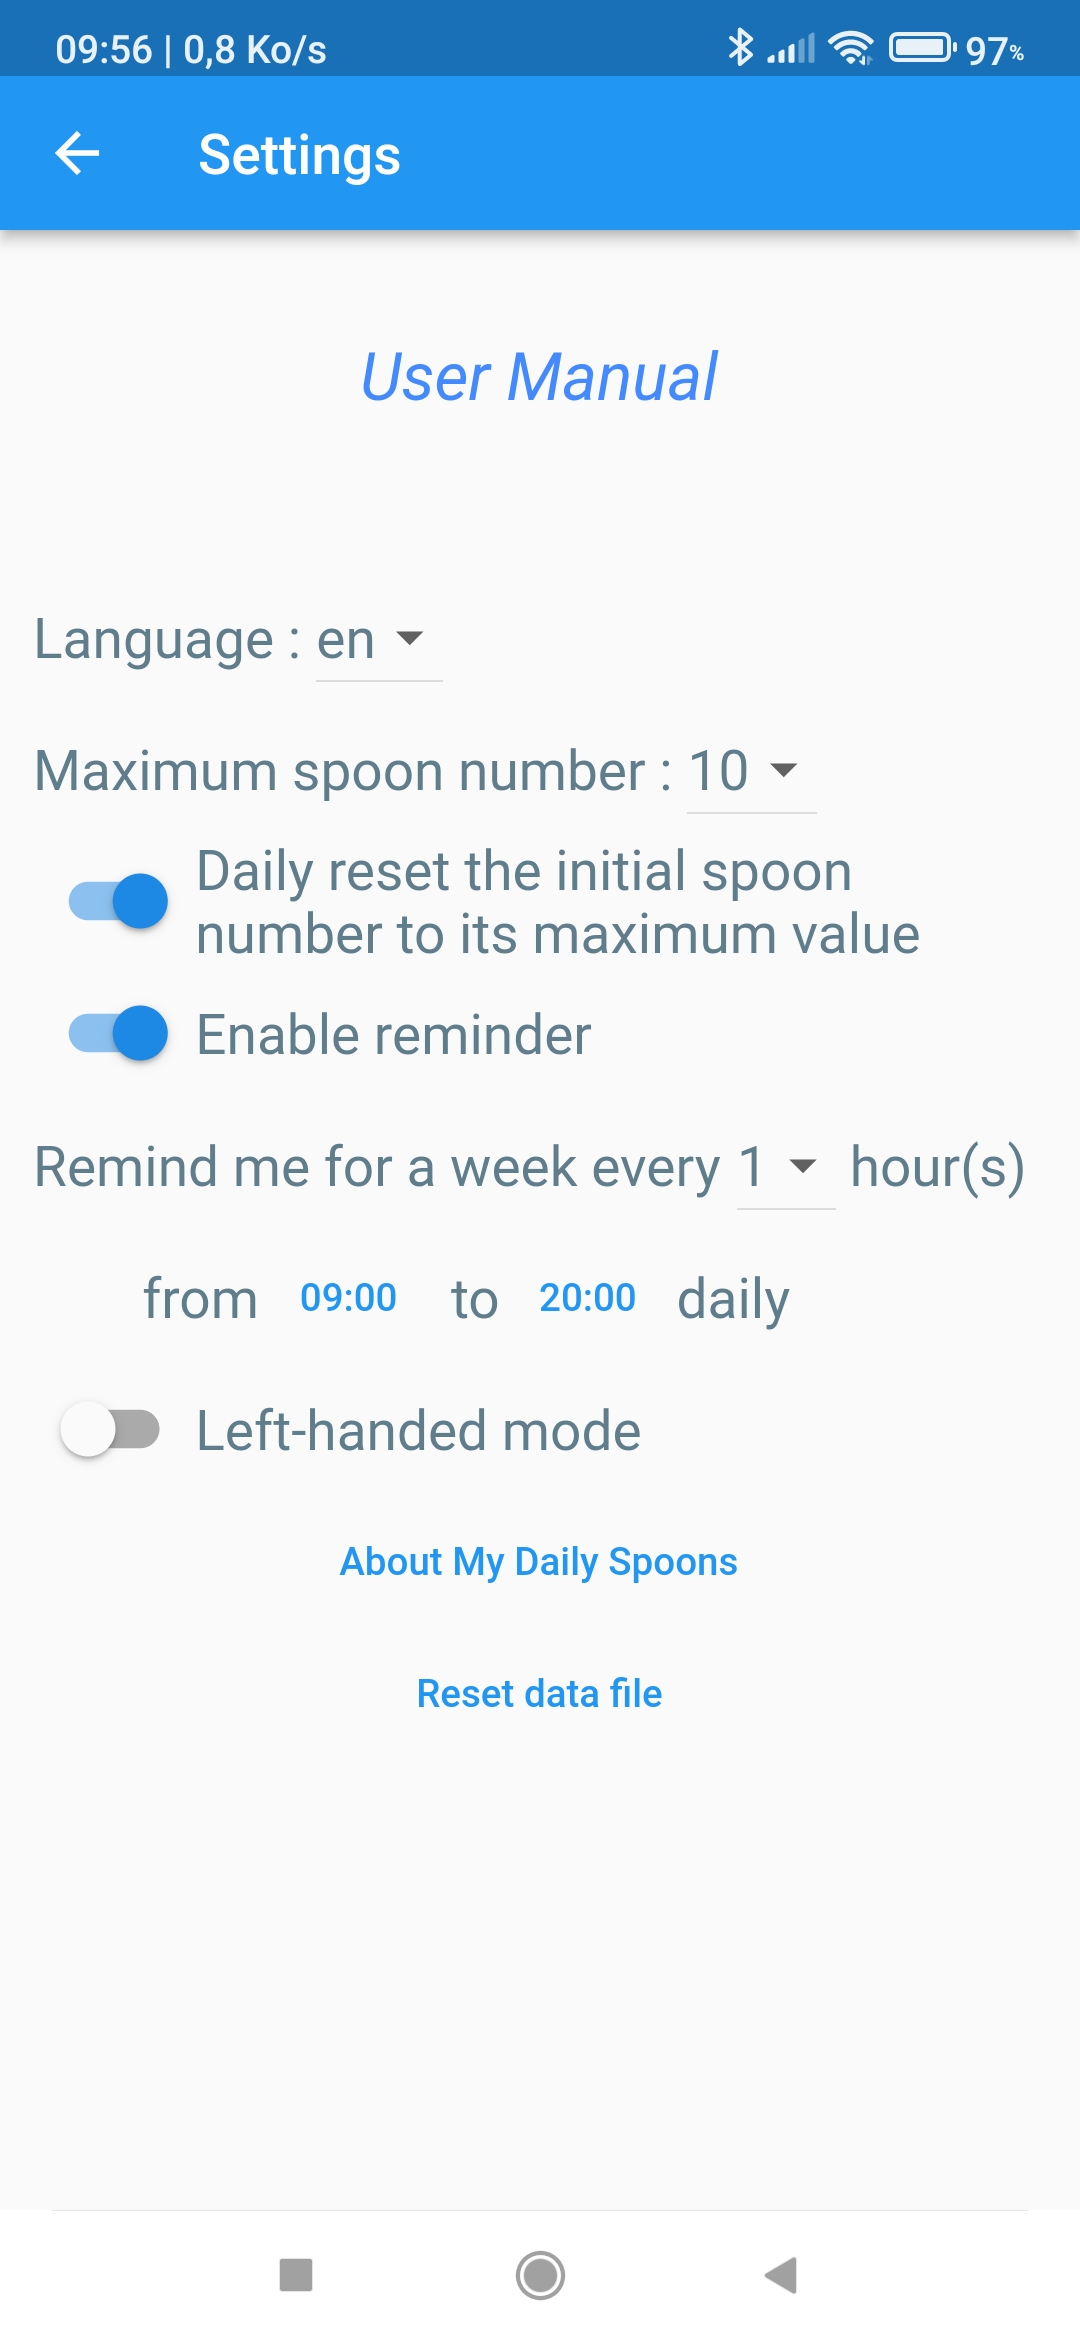 09:56 | 0,8 Ko/s 97%
Settings
User Manual
Language : en
Maximum spoon number : 10
Daily reset the initial spoon
number to its maximum value
Enable reminder
Remind me for a week every 1 hour(s)
from 09:00 to 20:00 daily
Left-handed mode
About My Daily Spoons
Reset data file